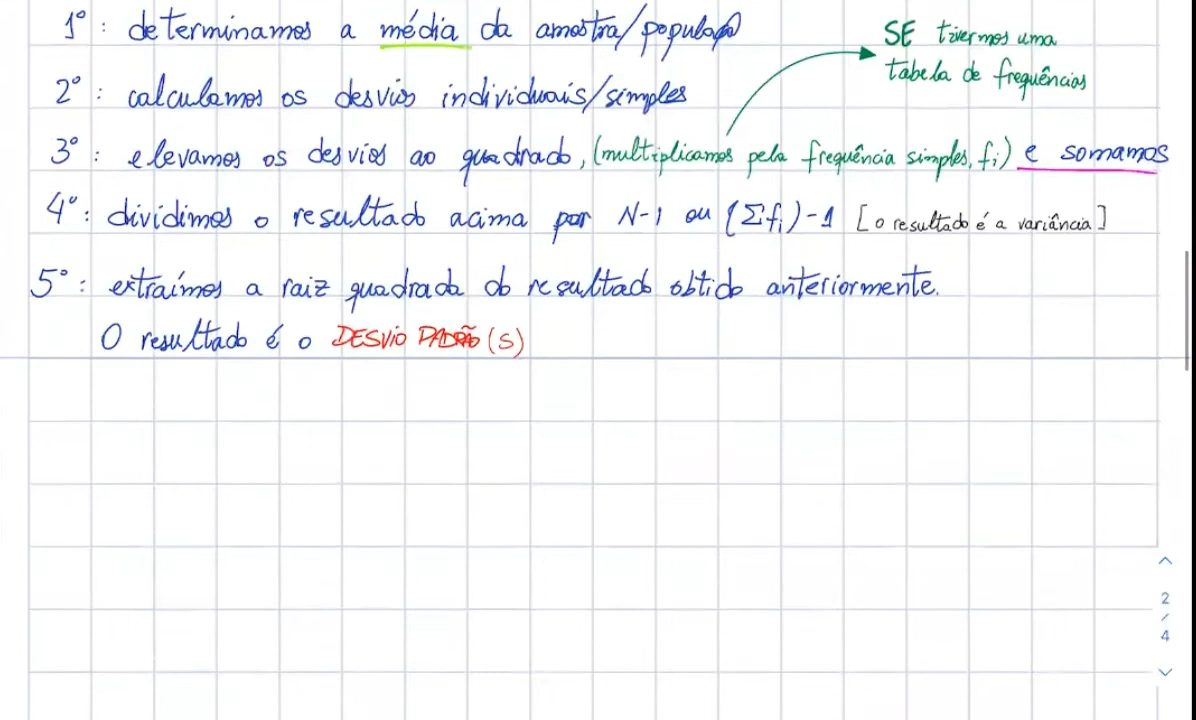 1º: determinamos a média da amostra/população
SE tivermos uma
tabela de frequências
2º: calculamos os desvios individuais/simples
3º: elevamos os desvios ao quadrado, (multiplicamos pela frequência simples, fi) e somamos
4º: dividimos o resultado acima por N-1 ou (Σfi)-1 [o resultado é a variância]
5º: extraímos a raiz quadrada do resultado obtido anteriormente.
O resultado é o DESVIO PADRÃO (S)
2
/
4